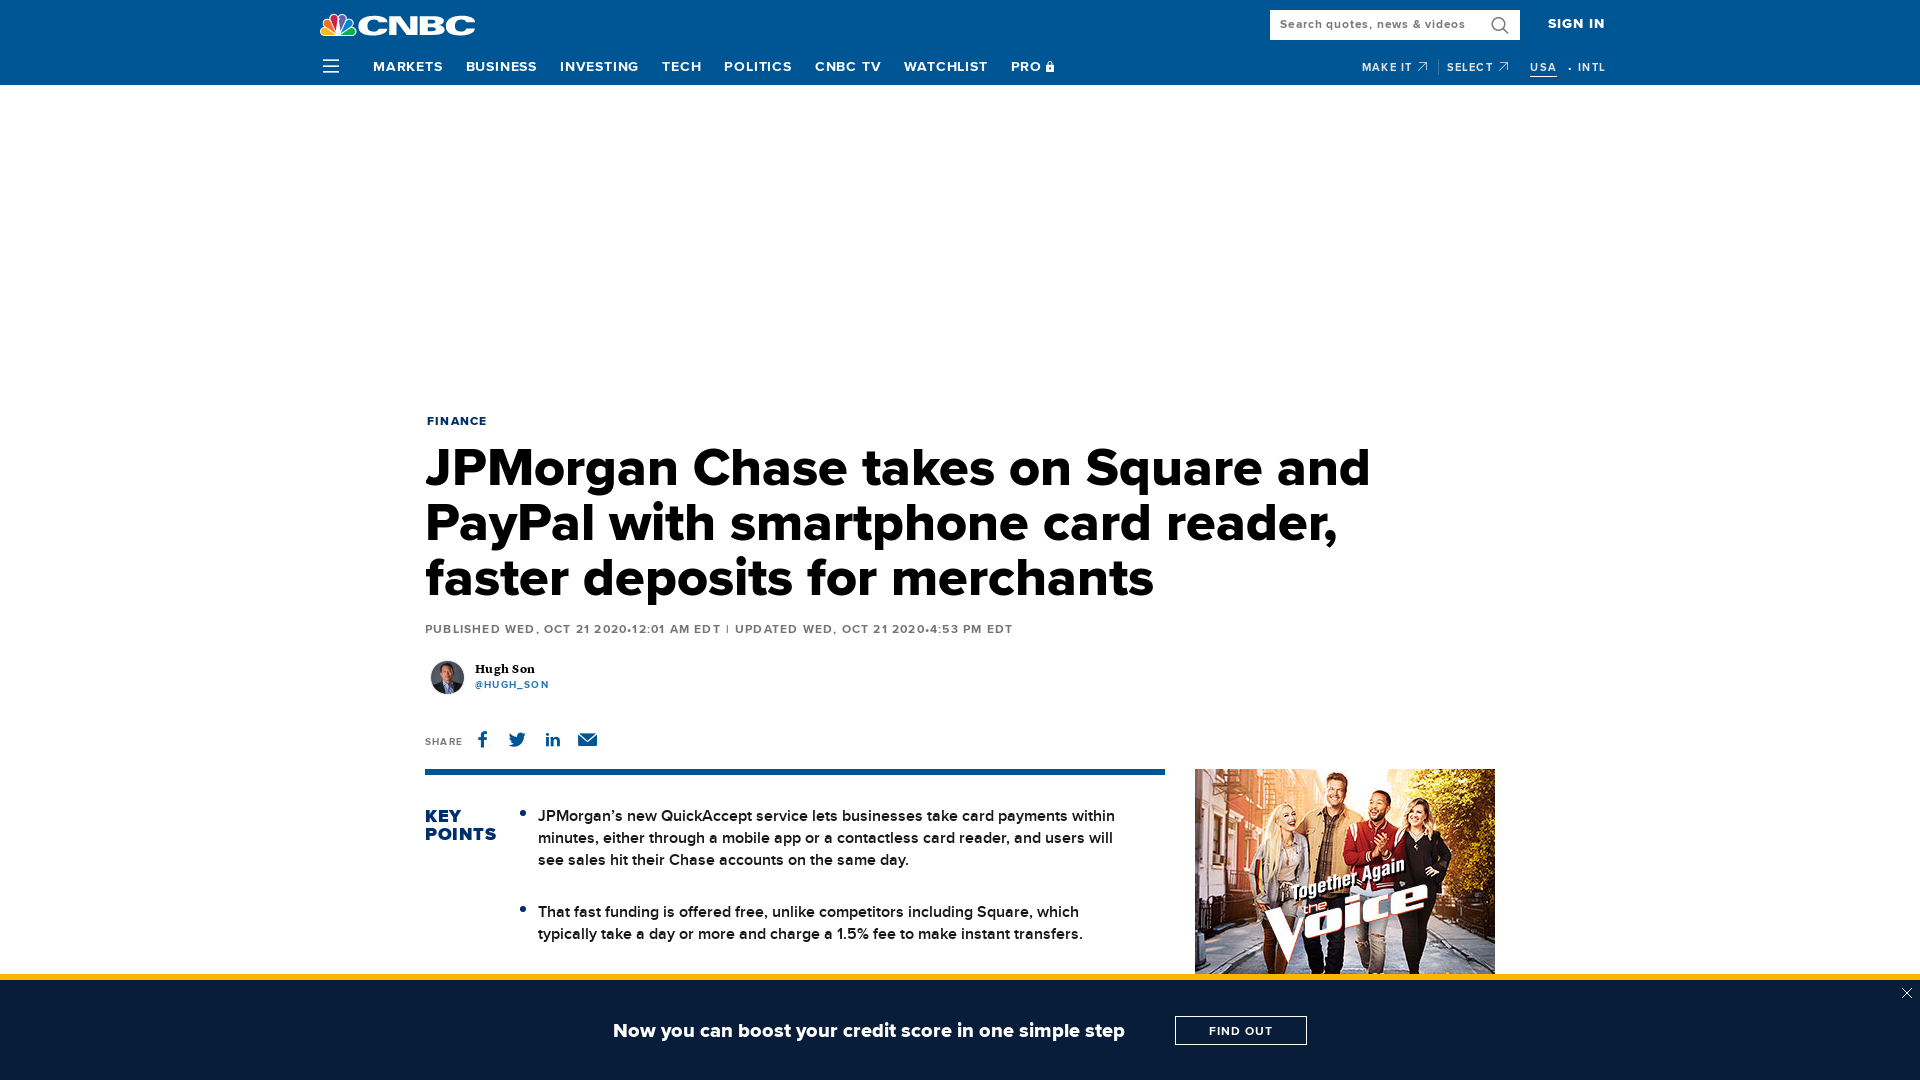 CNBC
Search quotes, news & videos
SIGN IN
MARKETS BUSINESS INVESTING TECH POLITICS CNBC TV WATCHLIST PRO
MAKE IT SELECT USA • INTL
FINANCE
JPMorgan Chase takes on Square and
PayPal with smartphone card reader,
faster deposits for merchants
PUBLISHED WED, OCT 21 2020•12:01 AM EDT | UPDATED WED, OCT 21 2020•4:53 PM EDT
Hugh Son
@HUGH_SON
SHARE
KEY
POINTS
JPMorgan’s new QuickAccept service lets businesses take card payments within
minutes, either through a mobile app or a contactless card reader, and users will
see sales hit their Chase accounts on the same day.
That fast funding is offered free, unlike competitors including Square, which
typically take a day or more and charge a 1.5% fee to make instant transfers.
Together Again
the
Voice
Now you can boost your credit score in one simple step
FIND OUT